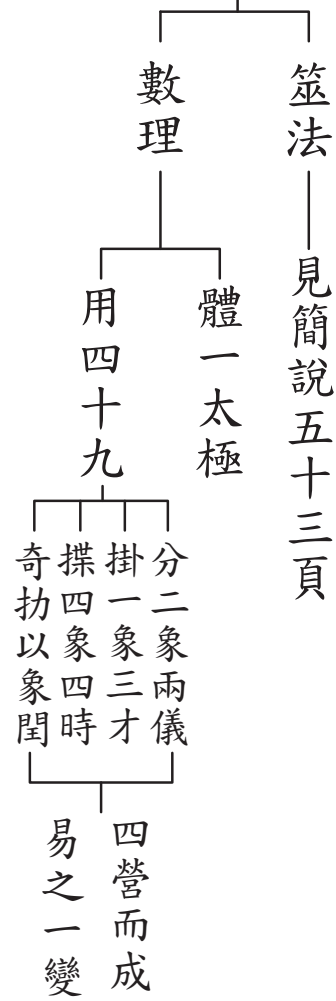 筮法
見簡說五十三頁
數理
體一太極
用四十九
分二象兩儀
掛一象三才
揲四象四時
奇扐以象閏
四營而成
易之一變